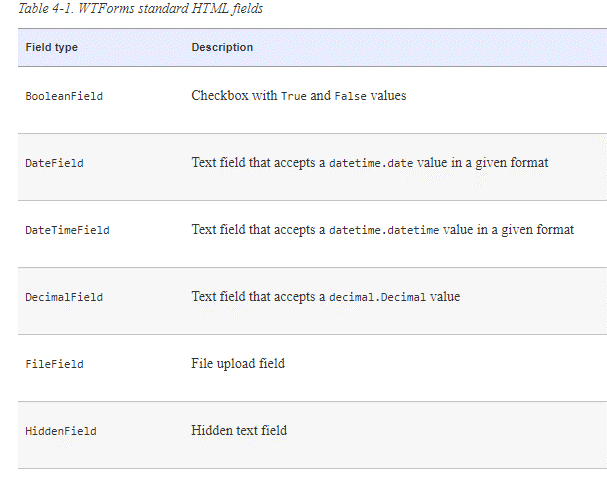 Table 4-1. WTForms standard HTML fields
Field type Description
BooleanField Checkbox with True and False values
DateField Text field that accepts a datetime.date value in a given format
DateTimeField Text field that accepts a datetime.datetime value in a given format
DecimalField Text field that accepts a decimal.Decimal value
FileField File upload field
HiddenField Hidden text field